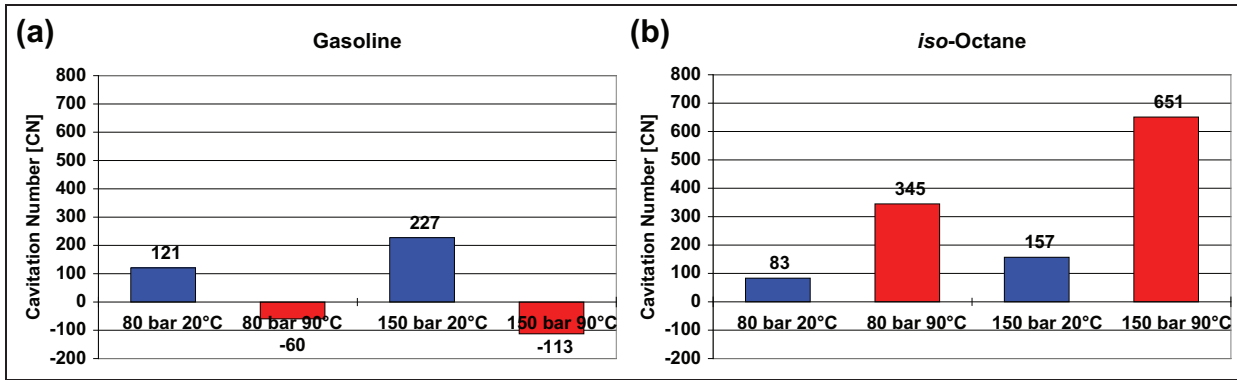 (a)
Gasoline
Cavitation Number [CN]
800
700
600
500
400
300
200
100
0
-100
-200
121
-60
227
-113
80 bar 20°C
80 bar 90°C
150 bar 20°C
150 bar 90°C
(b)
iso-Octane
Cavitation Number [CN]
800
700
600
500
400
300
200
100
0
-100
-200
83
345
157
651
80 bar 20°C
80 bar 90°C
150 bar 20°C
150 bar 90°C